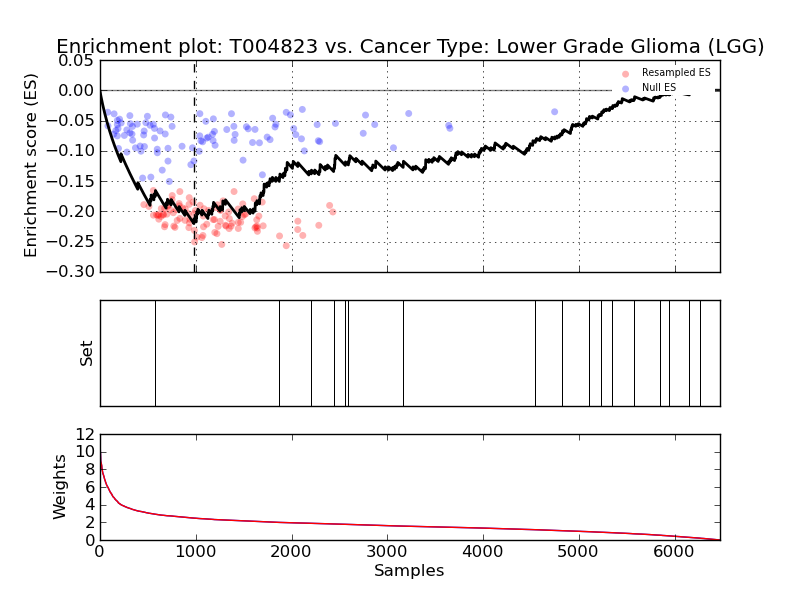 Enrichment plot: T004823 vs. Cancer Type: Lower Grade Glioma (LGG)
0.05
0.00
−0.05
−0.10
−0.15
−0.20
−0.25
−0.30
Enrichment score (ES)
Resampled ES
Null ES
Set
12
10
8
6
4
2
0
Weights
0 1000 2000 3000 4000 5000 6000
Samples